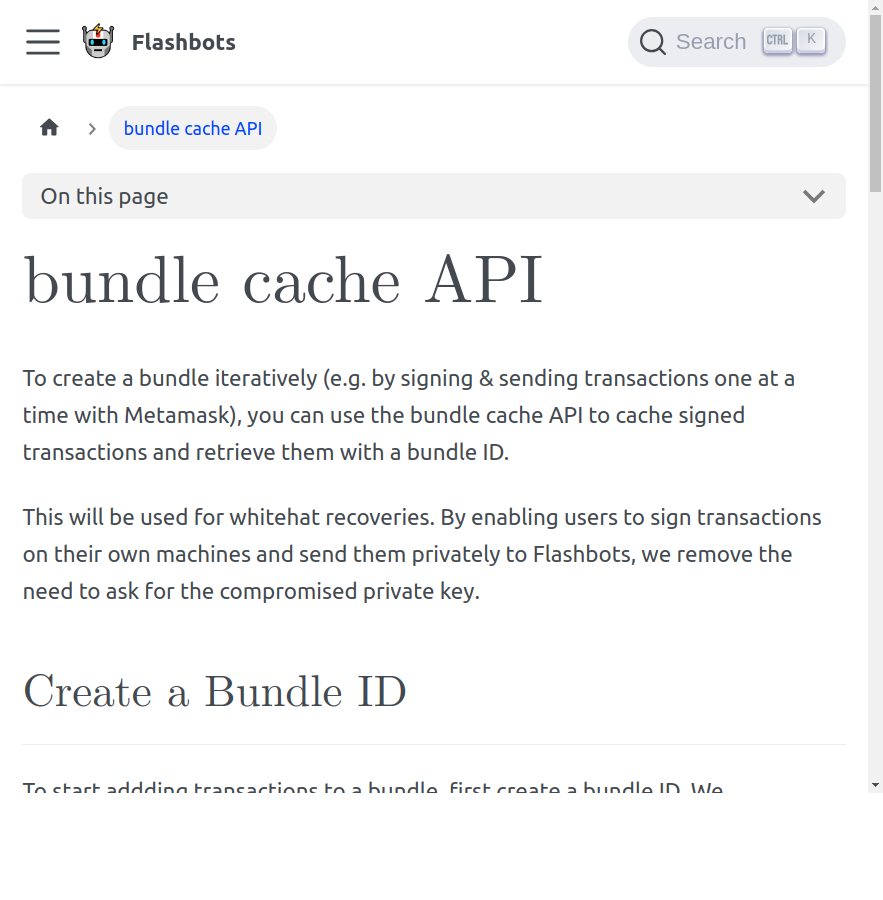 Flashbots
Search CTRL K
bundle cache API
On this page
bundle cache API
To create a bundle iteratively (e.g. by signing & sending transactions one at a
time with Metamask), you can use the bundle cache API to cache signed
transactions and retrieve them with a bundle ID.
This will be used for whitehat recoveries. By enabling users to sign transactions
on their own machines and send them privately to Flashbots, we remove the
need to ask for the compromised private key.
Create a Bundle ID
To start addding transactions to a bundle, first create a bundle ID. We